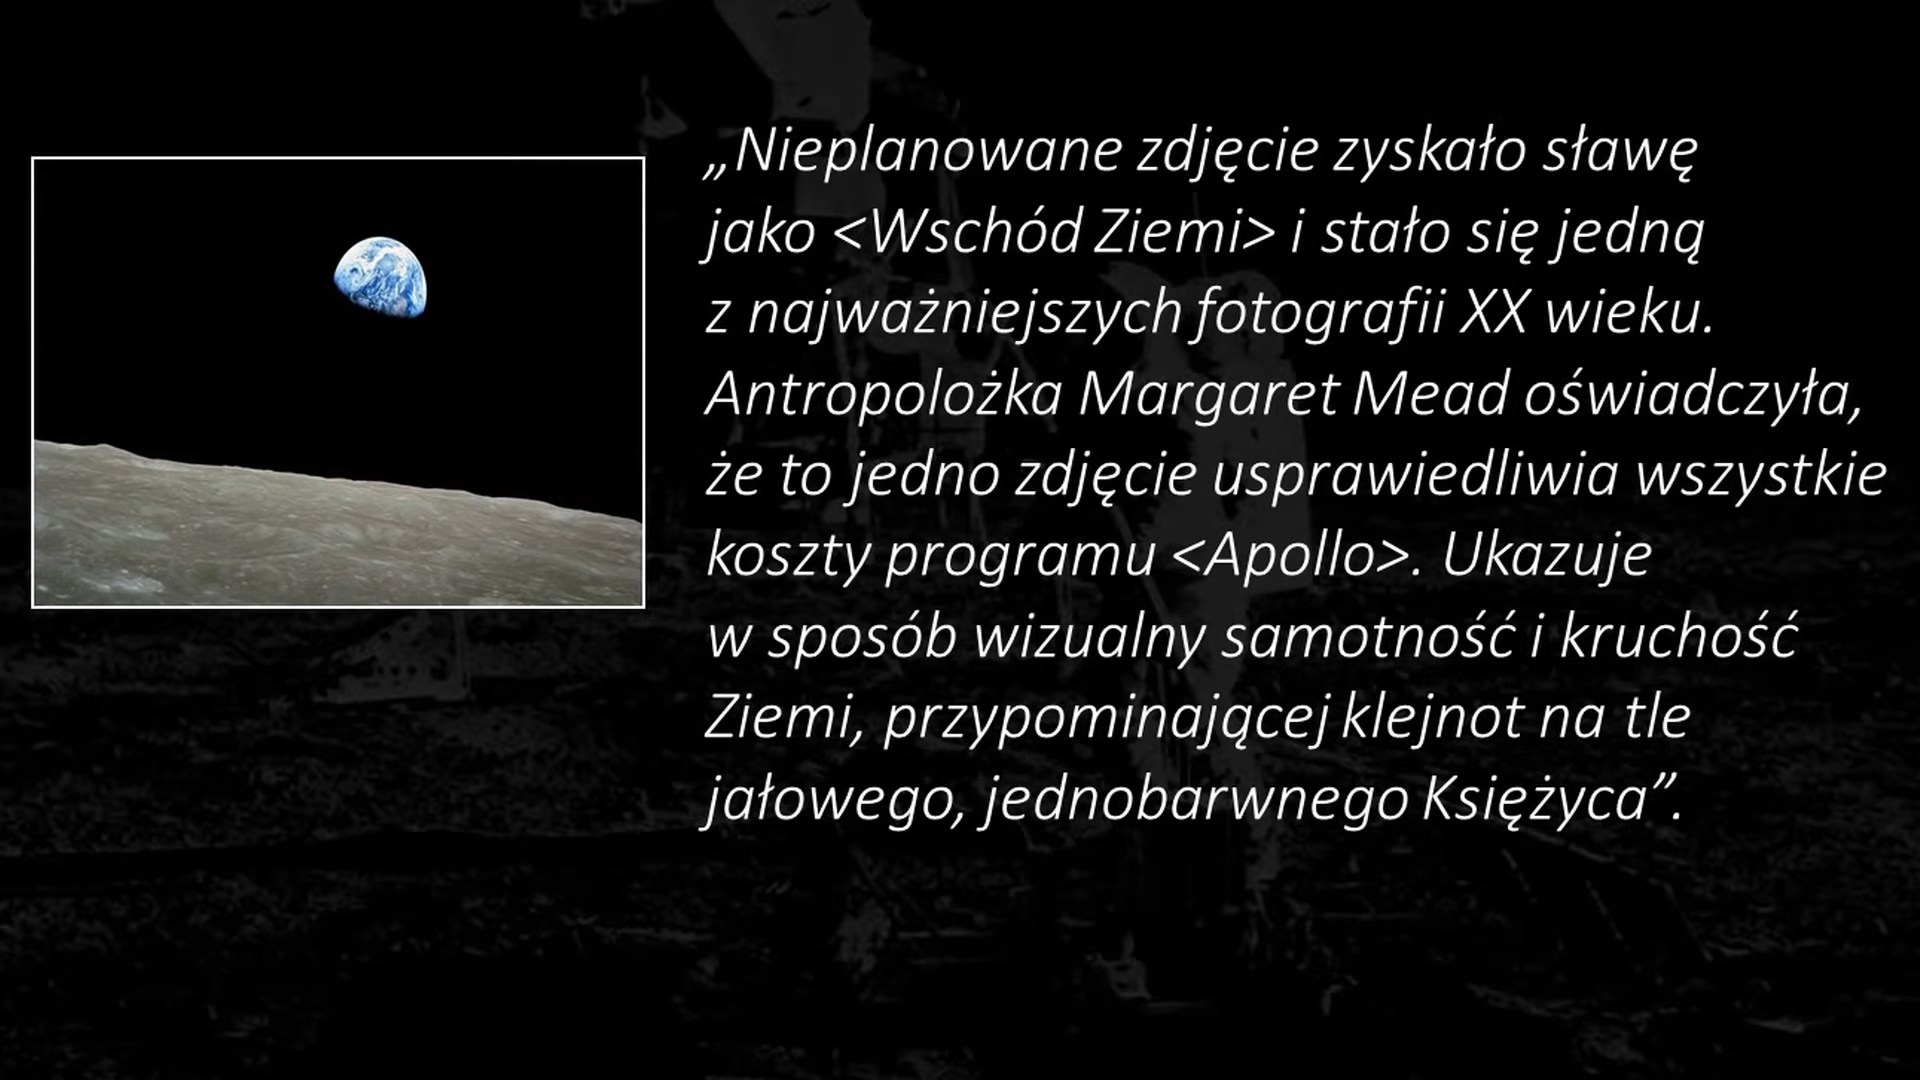 „Nieplanowane zdjęcie zyskało sławę
jako <Wschód Ziemi> i stało się jedną
z najważniejszych fotografii XX wieku.
Antropolożka Margaret Mead oświadczyła,
że to jedno zdjęcie usprawiedliwia wszystkie
koszty programu <Apollo>. Ukazuje
w sposób wizualny samotność i kruchość
Ziemi, przypominającej klejnot na tle
jałowego, jednobarwnego Księżyca”.